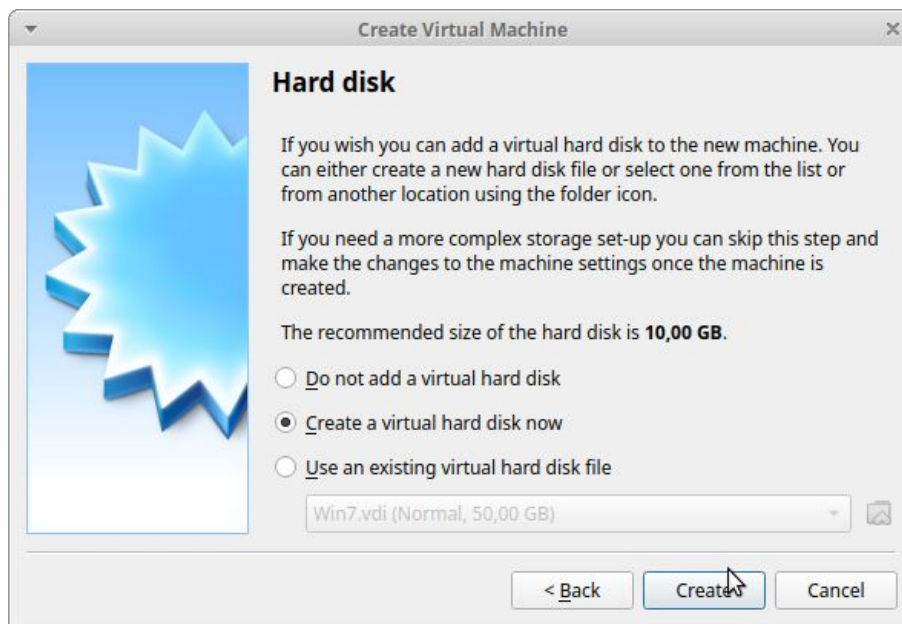 Create Virtual Machine
Hard disk
If you wish you can add a virtual hard disk to the new machine. You
can either create a new hard disk file or select one from the list or
from another location using the folder icon.
If you need a more complex storage set-up you can skip this step and
make the changes to the machine settings once the machine is
created.
The recommended size of the hard disk is 10,00 GB.
Do not add a virtual hard disk
Create a virtual hard disk now
Use an existing virtual hard disk file
Win7.vdi (Normal, 50,00 GB)
< Back Create Cancel